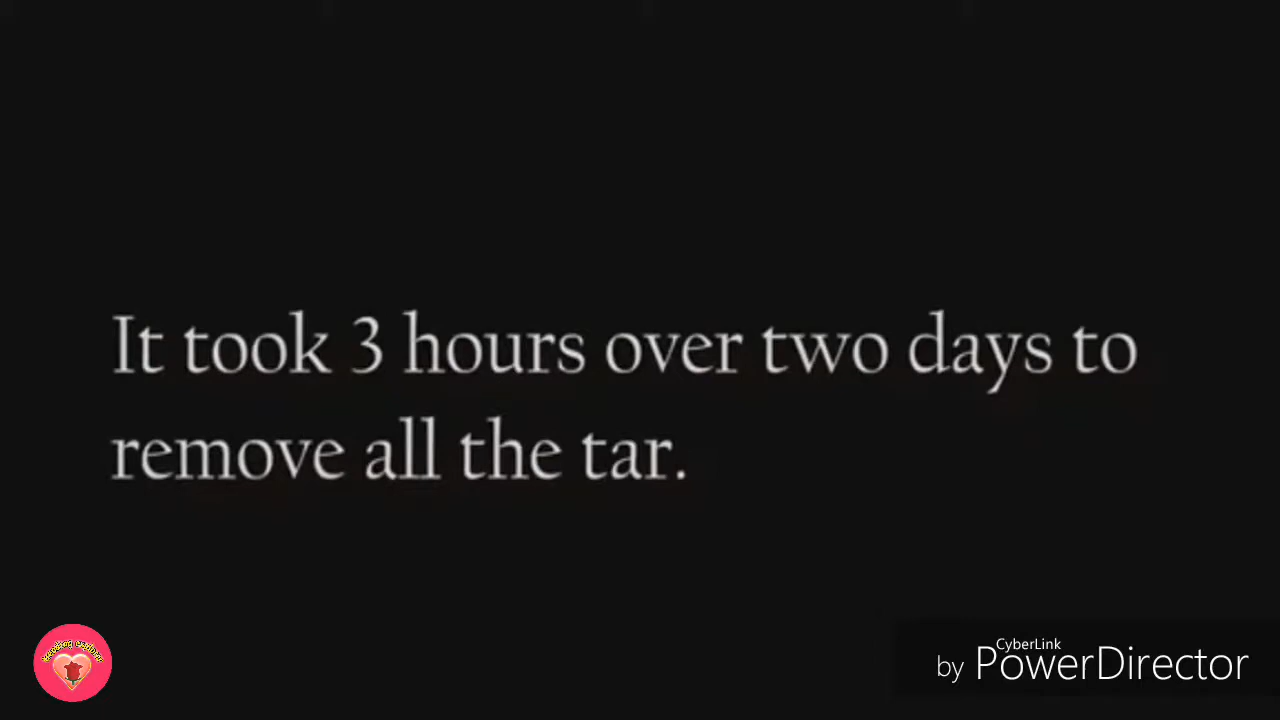 It took 3 hours over two days to
remove all the tar.
CyberLink
by PowerDirector